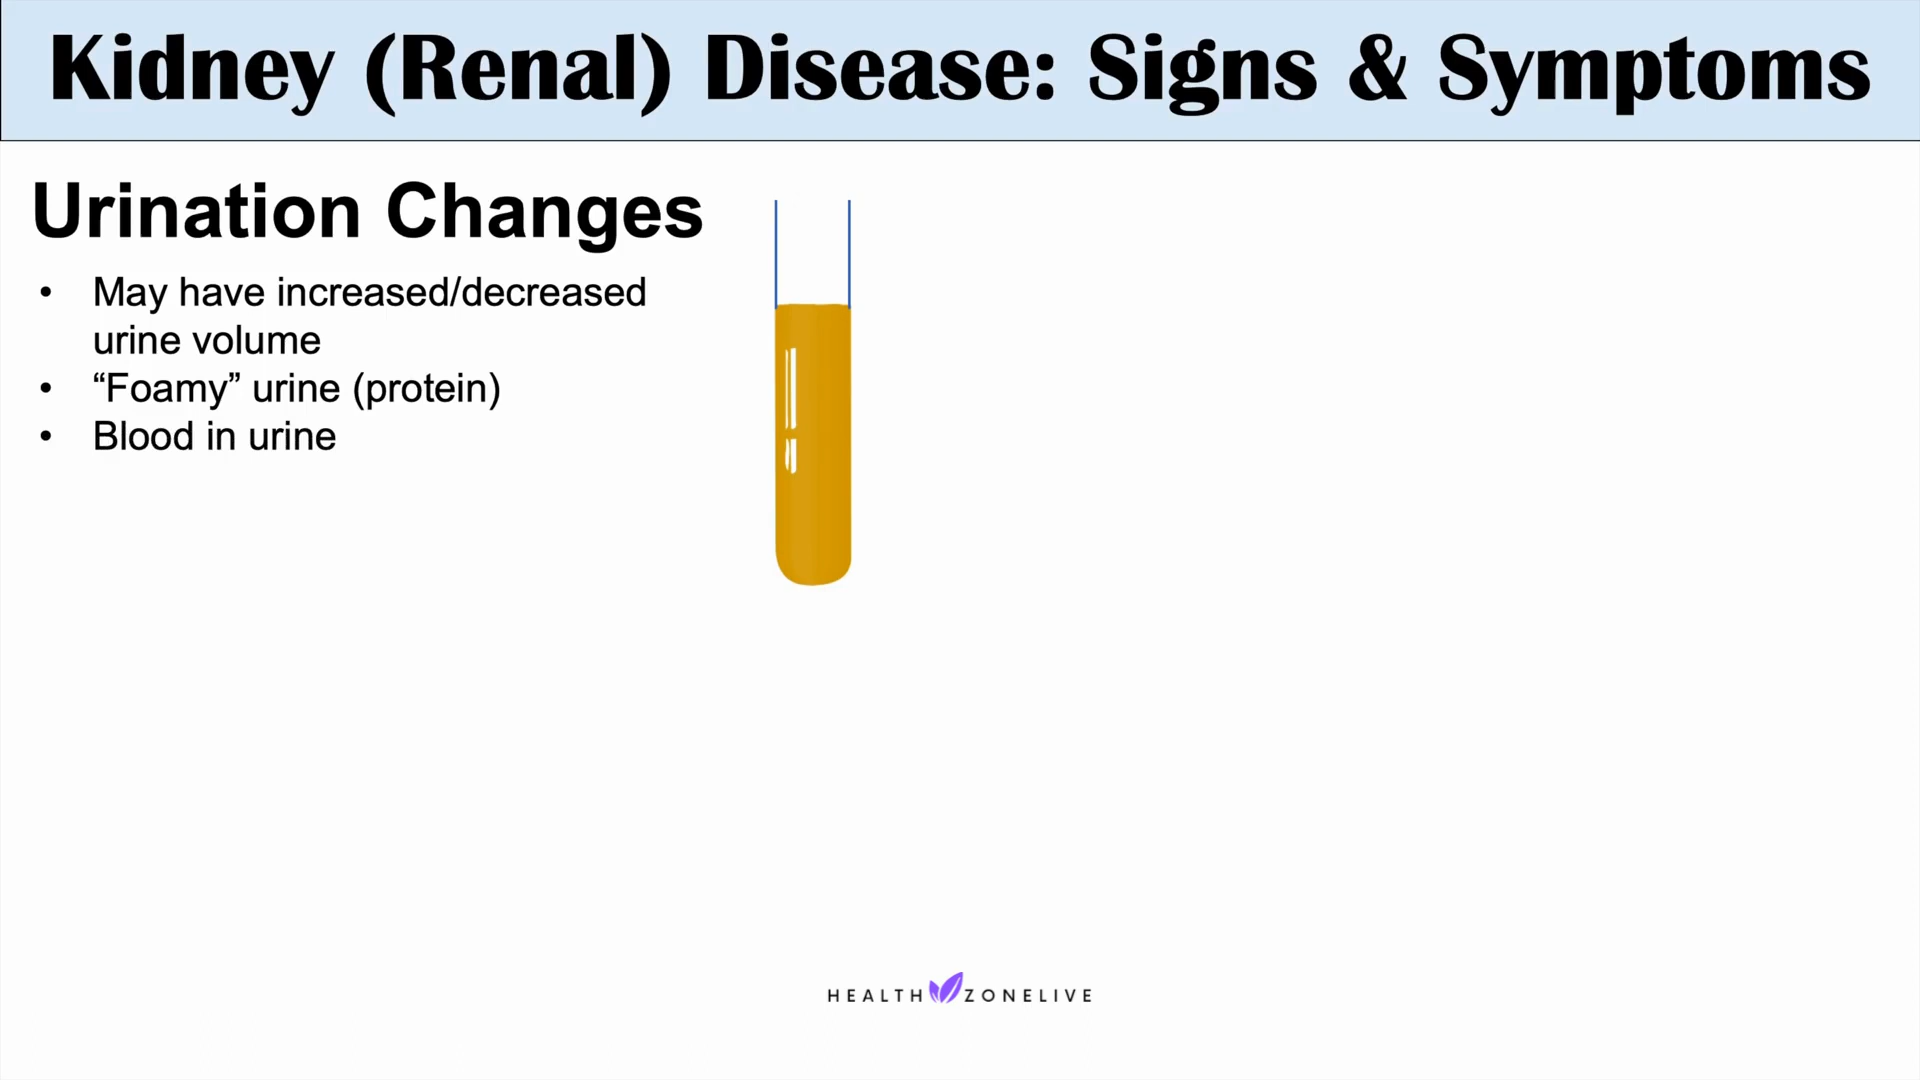 Kidney (Renal) Disease: Signs & Symptoms
Urination Changes
• May have increased/decreased
urine volume
• “Foamy” urine (protein)
• Blood in urine
HEALTH ZONELIVE